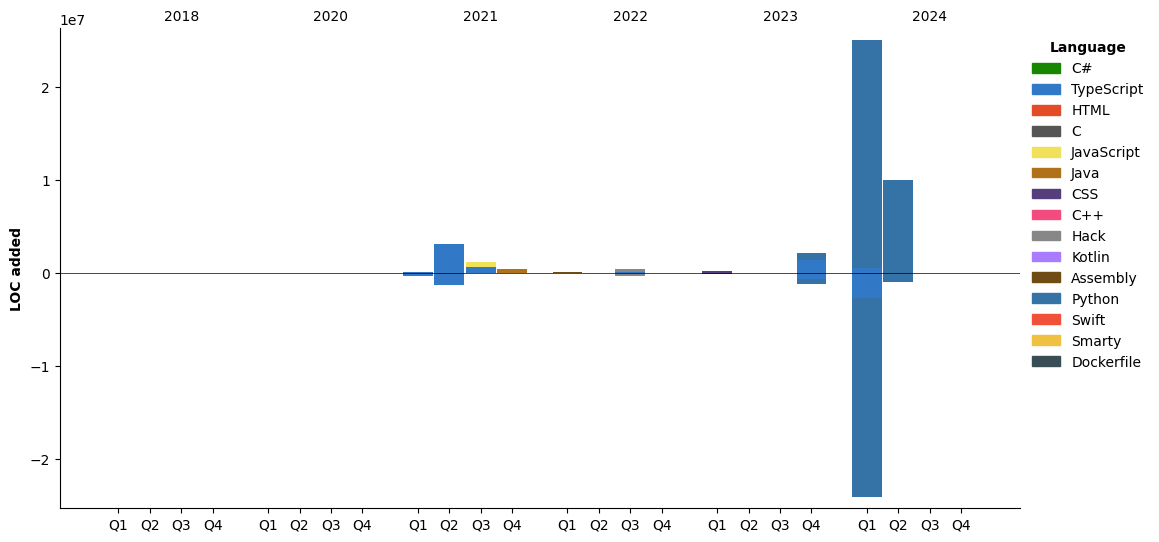 1e7
2018 2020 2021 2022 2023 2024
LOC added
2
1
0
−1
−2
Q1 Q2 Q3 Q4 Q1 Q2 Q3 Q4 Q1 Q2 Q3 Q4 Q1 Q2 Q3 Q4 Q1 Q2 Q3 Q4 Q1 Q2 Q3 Q4
Language
C#
TypeScript
HTML
C
JavaScript
Java
CSS
C++
Hack
Kotlin
Assembly
Python
Swift
Smarty
Dockerfile